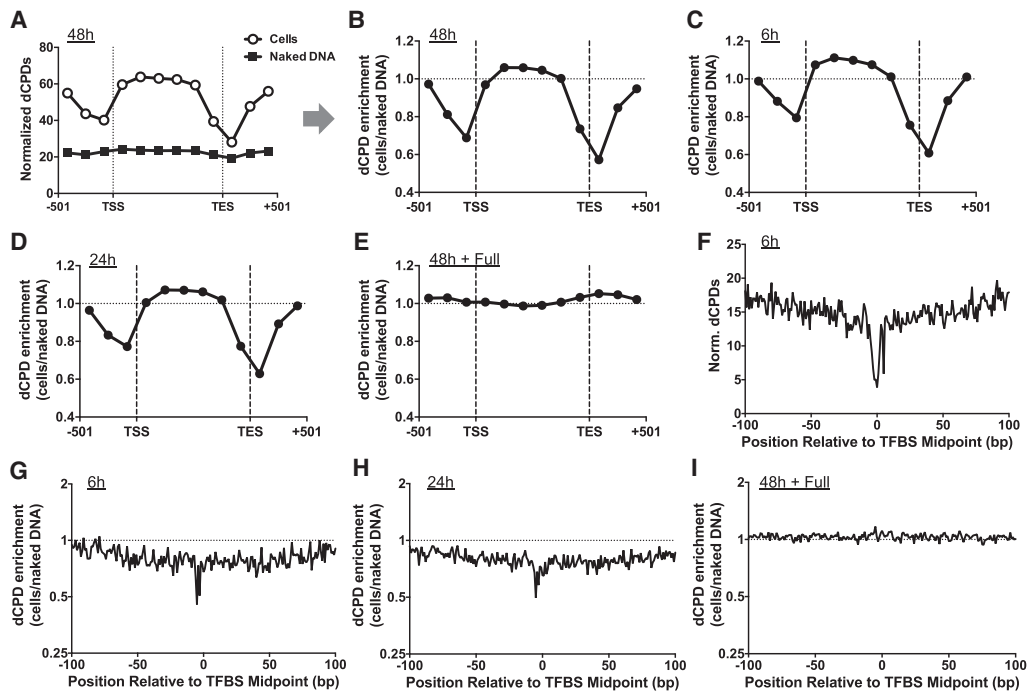 A
48h
Cells
Naked DNA
Normalized dCPDs
80
60
40
20
0
-501
TSS
TES
+501
B
48h
dCPD enrichment
(cells/naked DNA)
1.2
1.0
0.8
0.6
0.4
-501
TSS
TES
+501
C
6h
dCPD enrichment
(cells/naked DNA)
1.2
1.0
0.8
0.6
0.4
-501
TSS
TES
+501
D
24h
dCPD enrichment
(cells/naked DNA)
1.2
1.0
0.8
0.6
0.4
-501
TSS
TES
+501
E
48h + Full
dCPD enrichment
(cells/naked DNA)
1.2
1.0
0.8
0.6
0.4
-501
TSS
TES
+501
F
6h
Norm. dCPDs
25
20
15
10
5
0
-100
-50
0
50
100
Position Relative to TFBS Midpoint (bp)
G
6h
dCPD enrichment
(cells/naked DNA)
2
1
0.5
0.25
-100
-50
0
50
100
Position Relative to TFBS Midpoint (bp)
H
24h
dCPD enrichment
(cells/naked DNA)
2
1
0.5
0.25
-100
-50
0
50
100
Position Relative to TFBS Midpoint (bp)
I
48h + Full
dCPD enrichment
(cells/naked DNA)
2
1
0.5
0.25
-100
-50
0
50
100
Position Relative to TFBS Midpoint (bp)